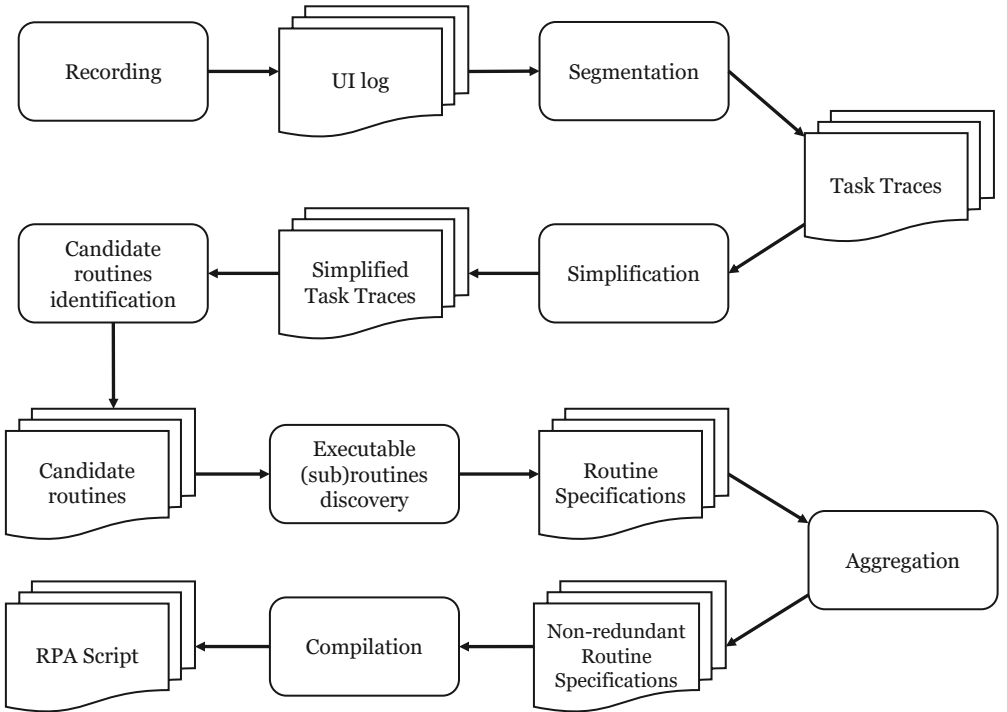 Recording
UI log
Segmentation
Task Traces
Candidate
routines
identification
Simplified
Task Traces
Simplification
Candidate
routines
Executable
(sub)routines
discovery
Routine
Specifications
Aggregation
RPA Script
Compilation
Non-redundant
Routine
Specifications